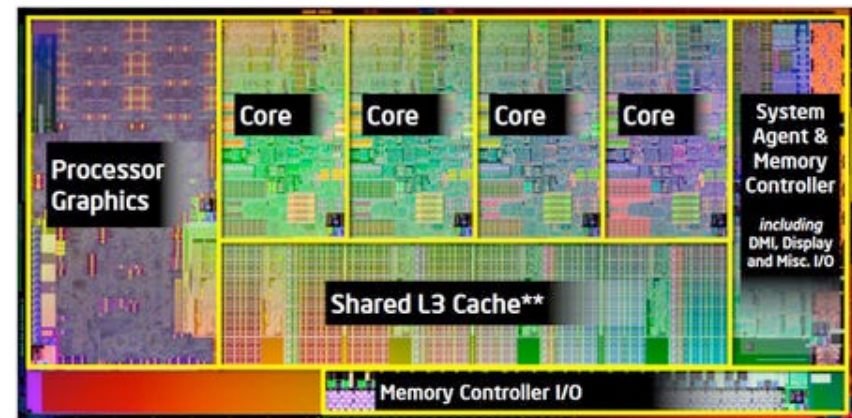 Processor
Graphics
Core
Core
Core
Core
System
Agent &
Memory
Controller
including
DMI, Display
and Misc. I/O
Shared L3 Cache**
Memory Controller I/O